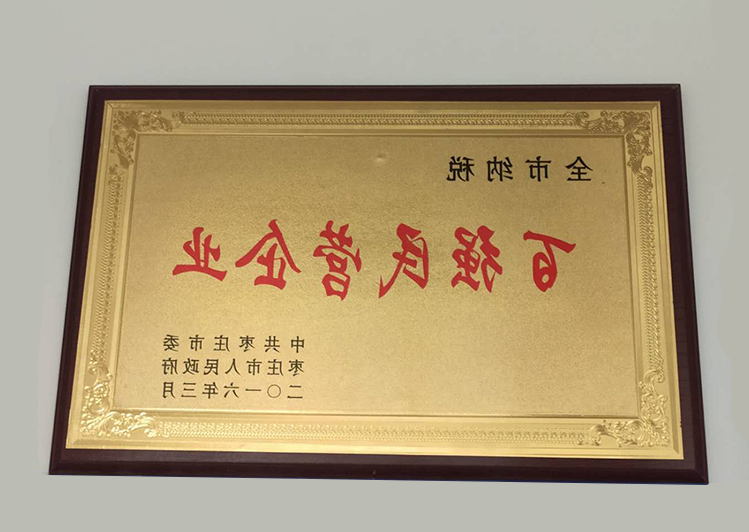 全市纳税
百强民营企业
中共枣庄市委
枣庄市人民政府
二〇一六年三月